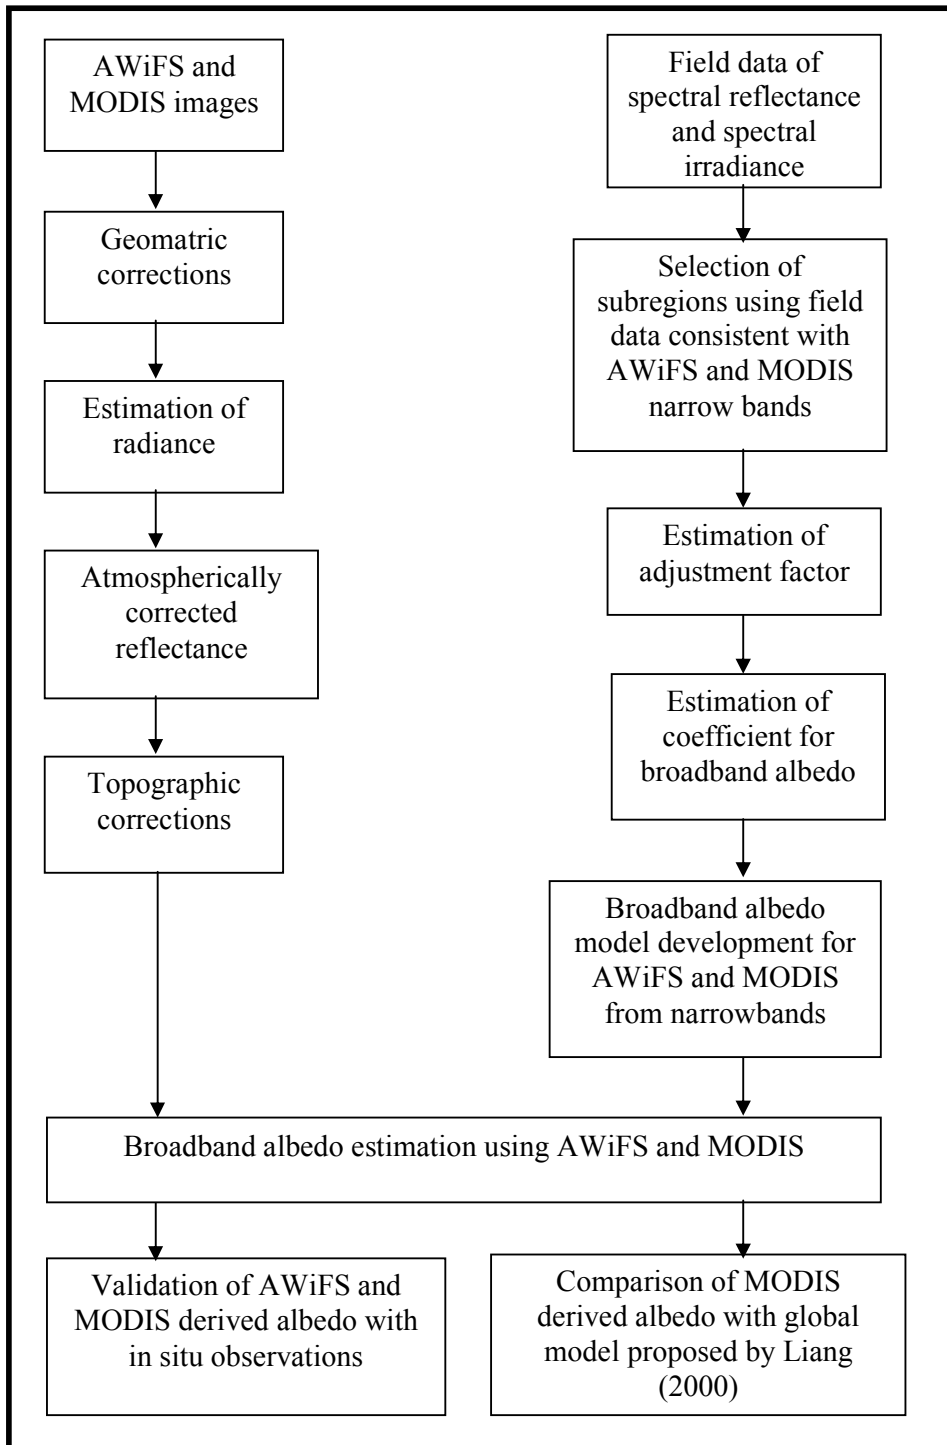 AWiFS and
MODIS images
Geomatric
corrections
Estimation of
radiance
Atmospherically
corrected
reflectance
Topographic
corrections
Field data of
spectral reflectance
and spectral
irradiance
Selection of
subregions using field
data consistent with
AWiFS and MODIS
narrow bands
Estimation of
adjustment factor
Estimation of
coefficient for
broadband albedo
Broadband albedo
model development for
AWiFS and MODIS
from narrowbands
Broadband albedo estimation using AWiFS and MODIS
Validation of AWiFS and
MODIS derived albedo with
in situ observations
Comparison of MODIS
derived albedo with global
model proposed by Liang
(2000)